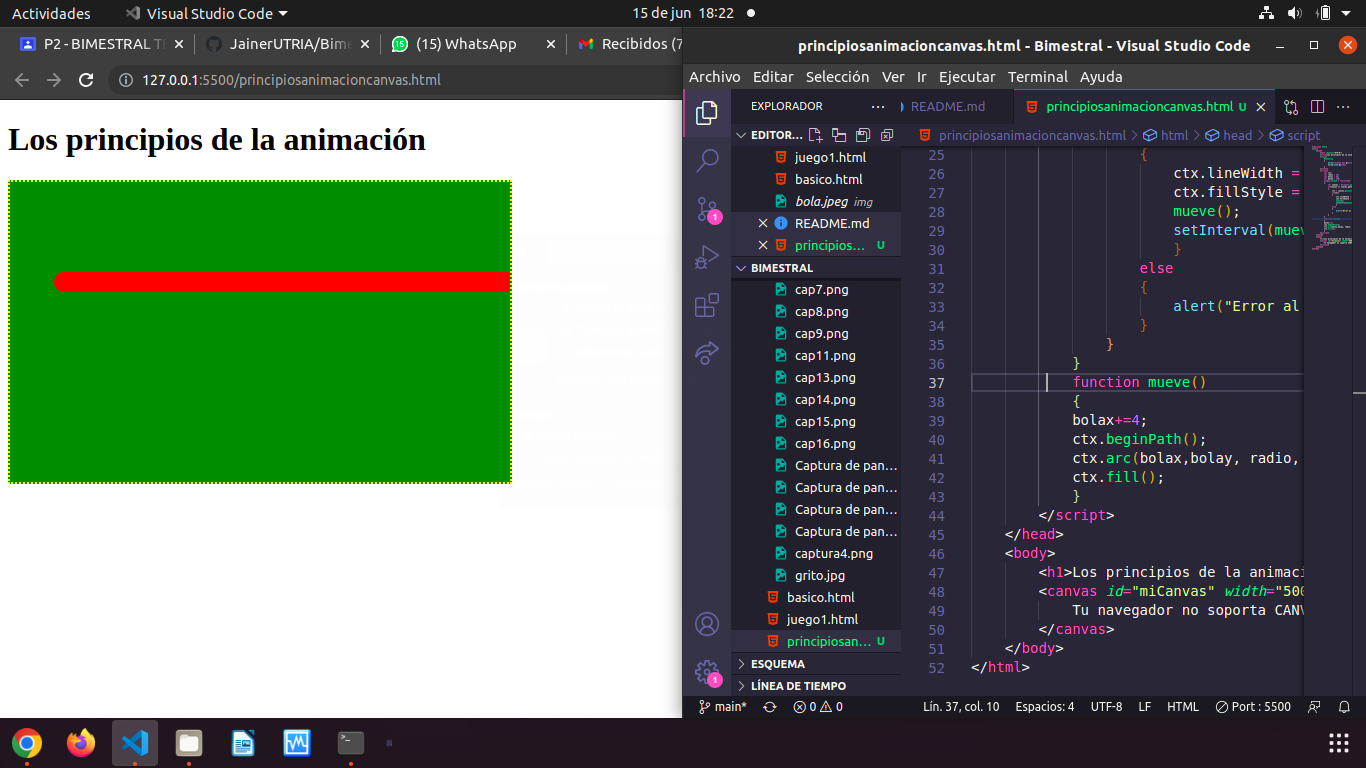 Actividades
Visual Studio Code
15 de jun 18:22
P2 - BIMESTRAL TE
JainerUTRIA/Bime
(15) WhatsApp
Recibidos (7
127.0.0.1:5500/principiosanimacioncanvas.html
Los principios de la animación
principiosanimacioncanvas.html - Bimestral - Visual Studio Code
Archivo Editar Selección Ver Ir Ejecutar Terminal Ayuda
EXPLORADOR
README.md
principiosanimacioncanvas.html U
EDITOR...
principiosanimacioncanvas.html > html > head > script
juego1.html
basico.html
bola.jpeg img
README.md
principios... U
BIMESTRAL
cap7.png
cap8.png
cap9.png
cap11.png
cap13.png
cap14.png
cap15.png
cap16.png
Captura de pan...
Captura de pan...
Captura de pan...
Captura de pan...
captura4.png
grito.jpg
basico.html
juego1.html
principiosan... U
ESQUEMA
LÍNEA DE TIEMPO
1
1
25 {
26 ctx.lineWidth =
27 ctx.fillStyle =
28 mueve();
29 setInterval(muev
30 }
31 else
32 {
33 alert("Error al
34 }
35 }
36 }
37 function mueve()
38 {
39 bolax+=4;
40 ctx.beginPath();
41 ctx.arc(bolax,bolay, radio,
42 ctx.fill();
43 }
44 </script>
45 </head>
46 <body>
47 <h1>Los principios de la animaci
48 <canvas id="miCanvas" width="500
49 Tu navegador no soporta CANV
50 </canvas>
51 </body>
52 </html>
main* 0 0 Lín. 37, col. 10 Espacios: 4 UTF-8 LF HTML Port : 5500